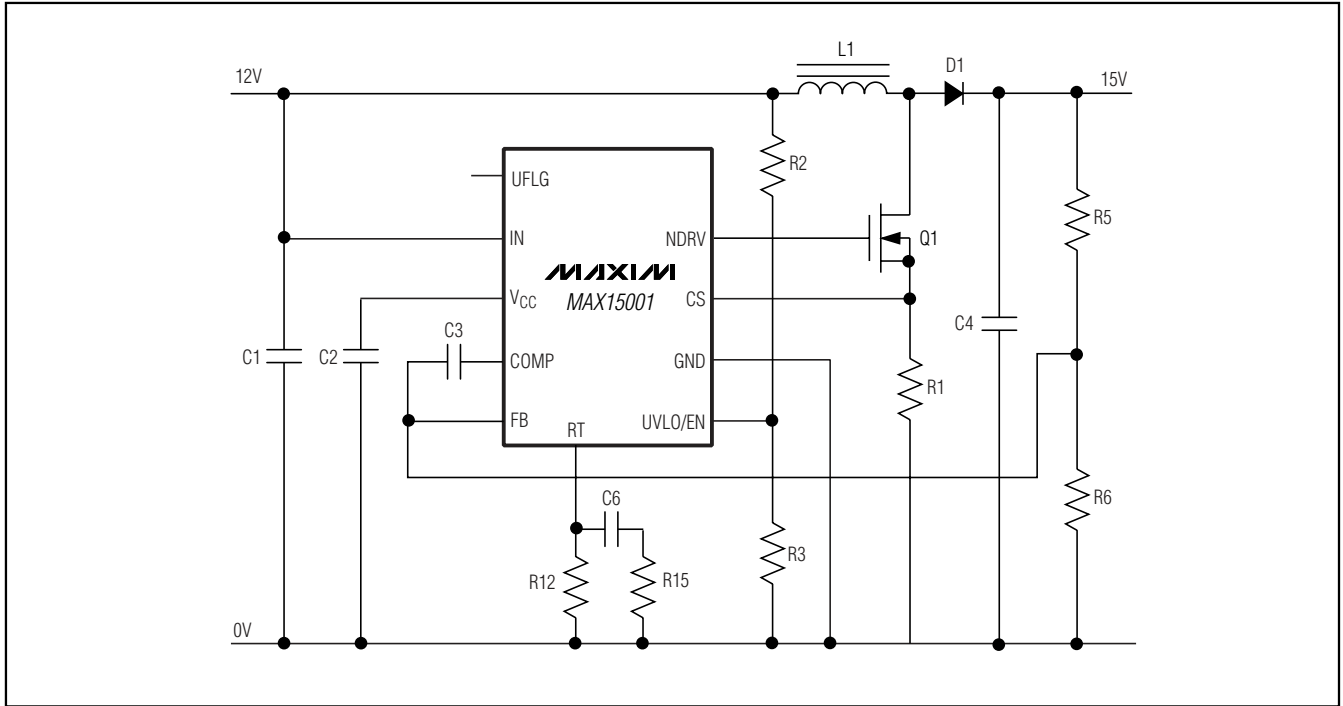 L1
D1
12V
15V
R2
UFLG
R5
IN
NDRV
Q1
MAXIM
MAX15001
VCC
CS
C3
C4
C1
C2
COMP
GND
R1
FB
UVLO/EN
RT
C6
R6
R12
R15
R3
0V